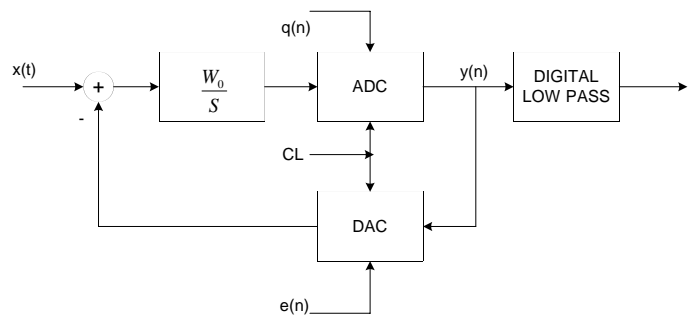 q(n)
x(t)
+
-
W₀
S
ADC
y(n)
DIGITAL
LOW PASS
CL
DAC
e(n)